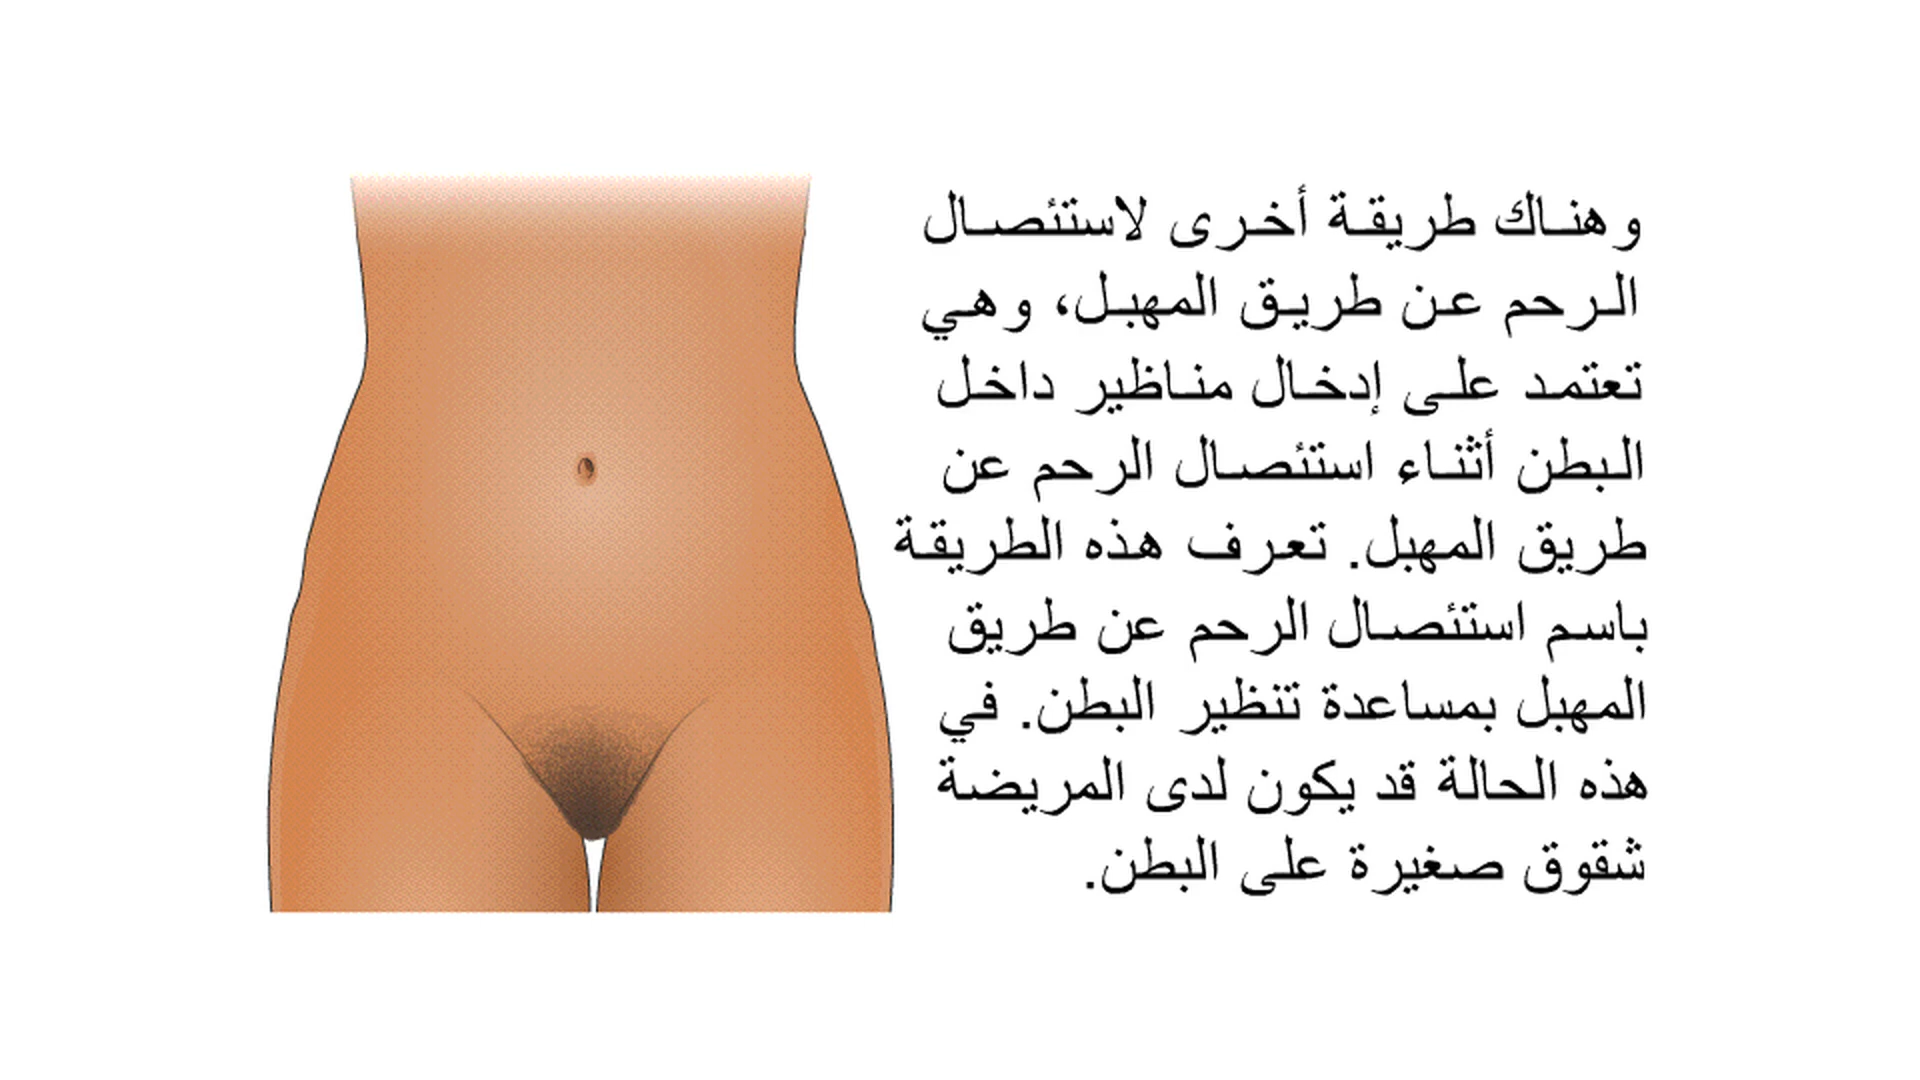 وهناك طريقة أخرى لاستئصال
الرحم عن طريق المهبل، وهي
تعتمد على إدخال مناظير داخل
البطن أثناء استئصال الرحم عن
طريق المهبل. تعرف هذه الطريقة
باسم استئصال الرحم عن طريق
المهبل بمساعدة تنظير البطن. في
هذه الحالة قد يكون لدى المريضة
شقوق صغيرة على البطن.